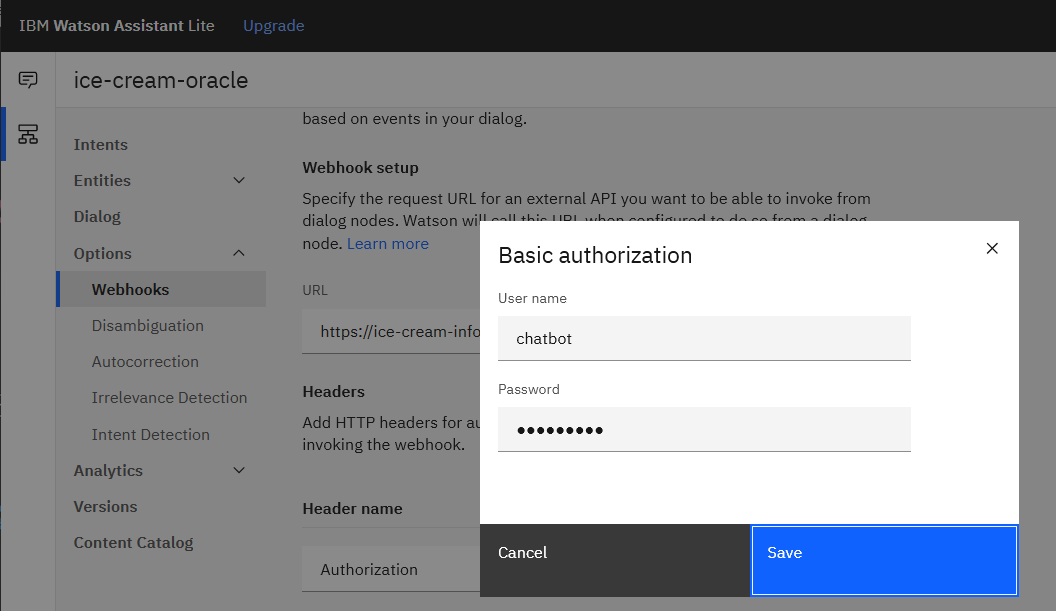 IBM Watson Assistant Lite Upgrade
ice-cream-oracle
Intents
Entities
Dialog
Options
Webhooks
Disambiguation
Autocorrection
Irrelevance Detection
Intent Detection
Analytics
Versions
Content Catalog
based on events in your dialog.
Webhook setup
Specify the request URL for an external API you want to be able to invoke from
dialog nodes. Watson will call this URL when configured to do so from a dialog
node. Learn more
URL
https://ice-cream-info
Headers
Add HTTP headers for au
invoking the webhook.
Header name
Authorization
Basic authorization
User name
chatbot
Password
•••••••••
Cancel
Save